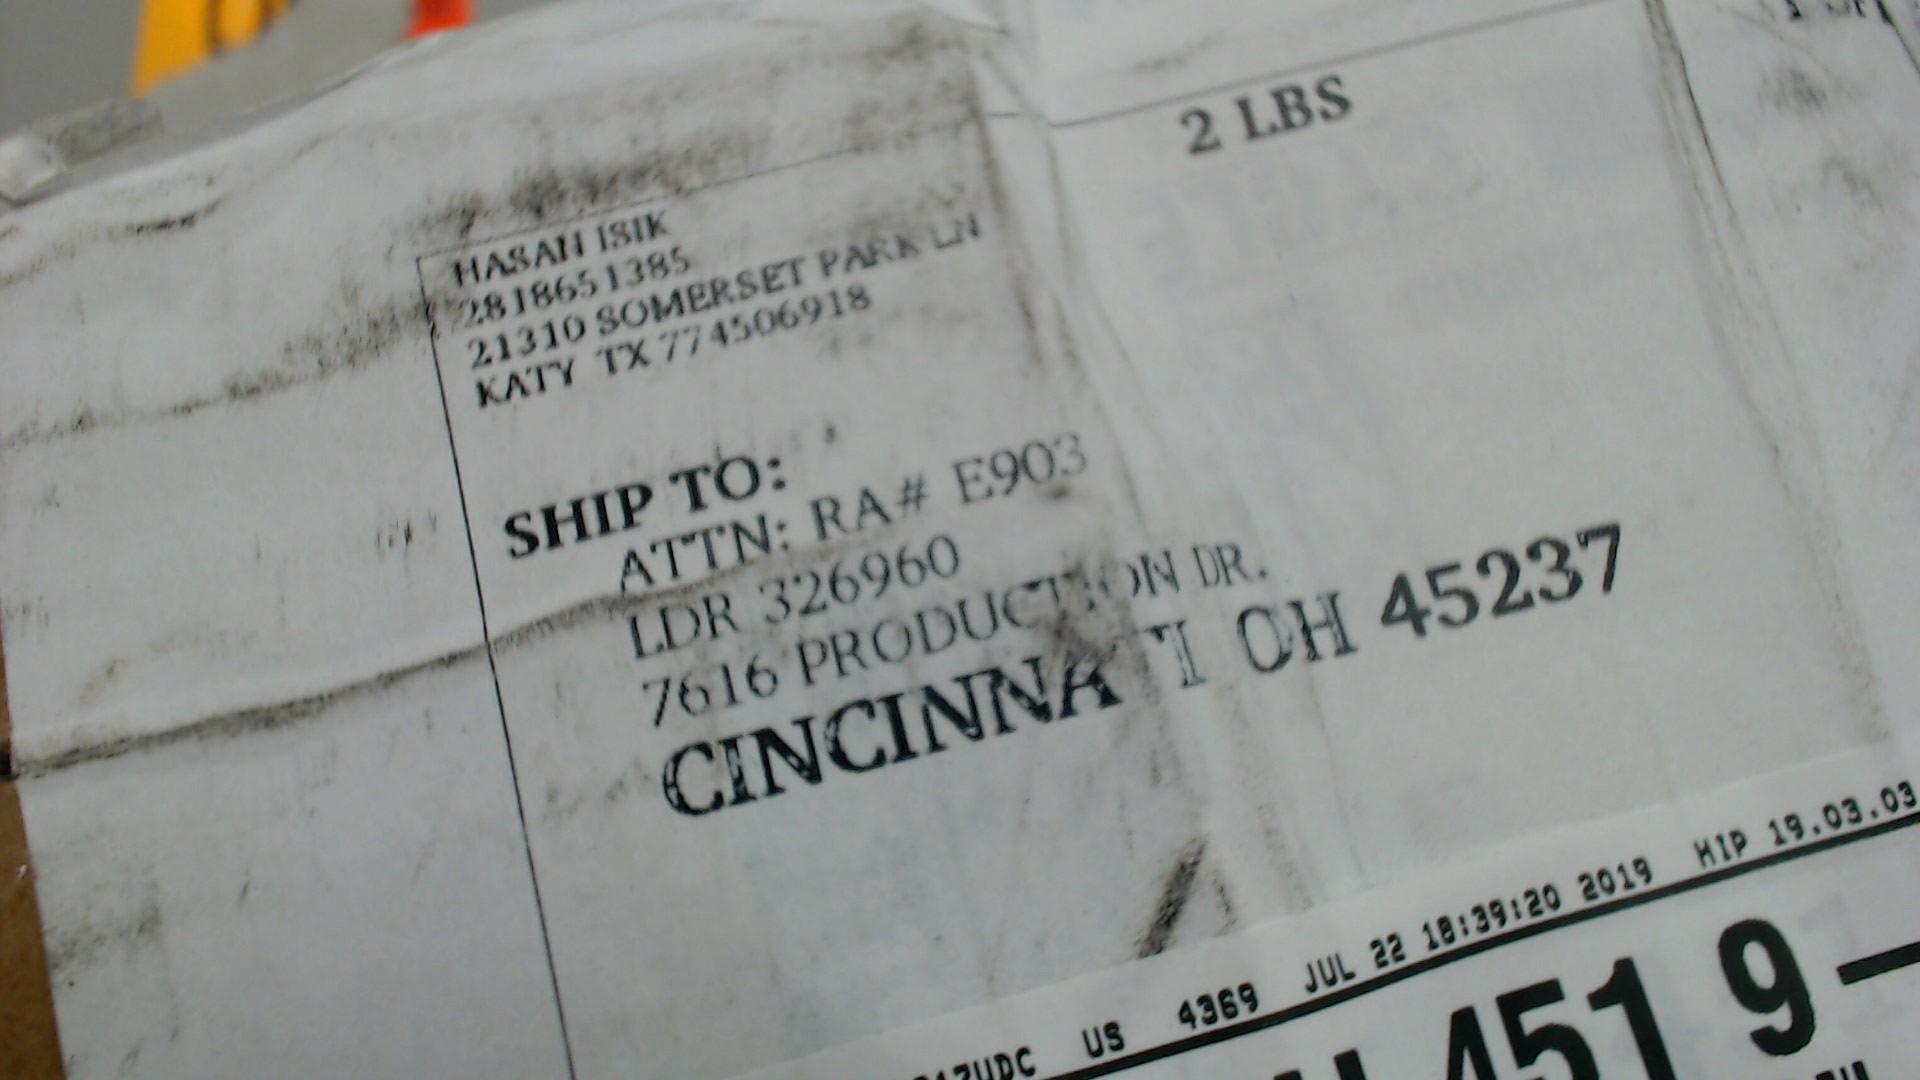 2 LBS
HASAN ISIK
2818651385
21310 SOMERSET PARK LN
KATY TX 774506918
SHIP TO:
ATTN: RA# E903
LDR 326960
7616 PRODUCTION DR.
CINCINNATI OH 45237
US 4369 JUL 22 18:39:20 2019 HIP 19.03.03
451 9-